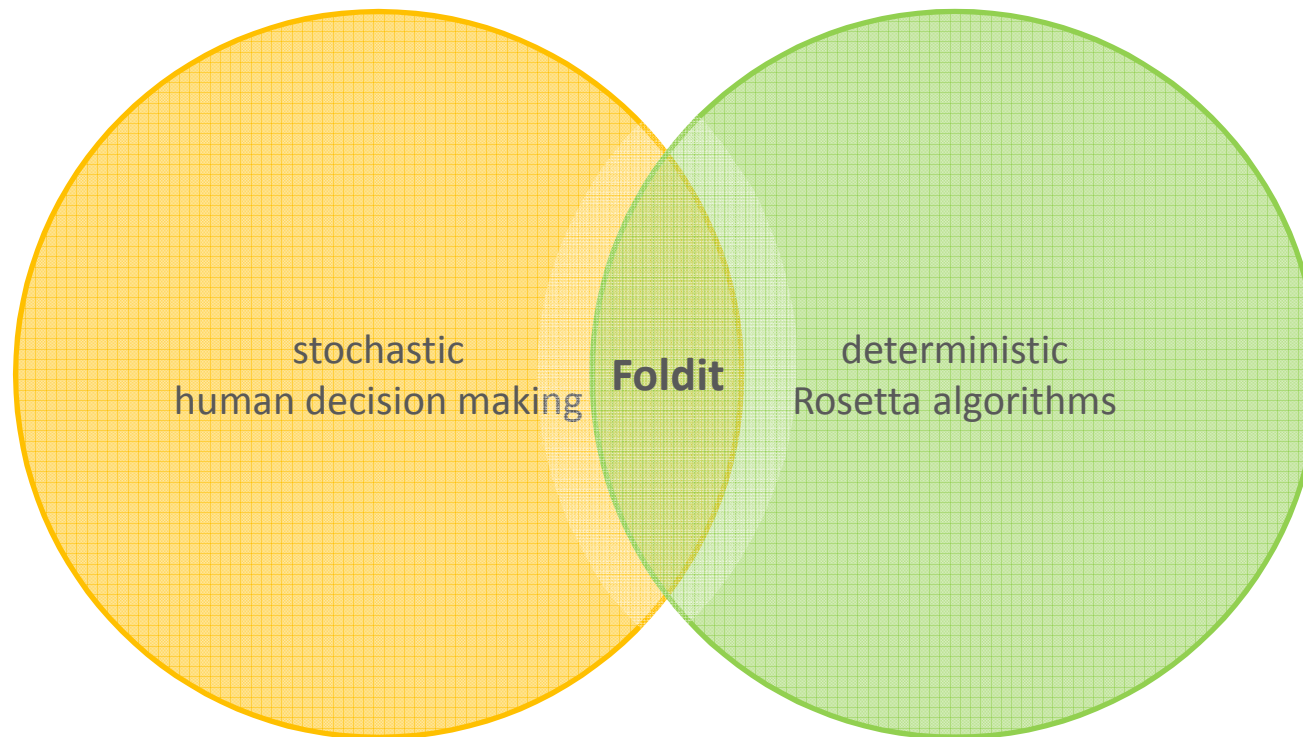 stochastic
human decision making
Foldit
deterministic
Rosetta algorithms